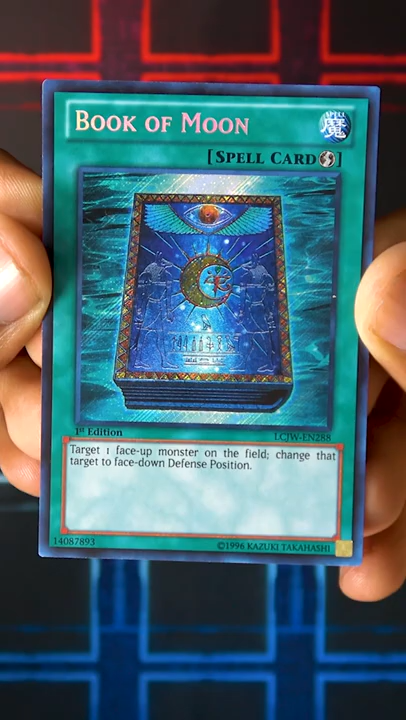 BOOK OF MOON
SPELL
魔
[SPELL CARD]
1st Edition
LCJW-EN288
Target 1 face-up monster on the field; change that
target to face-down Defense Position.
14087893
©1996 KAZUKI TAKAHASHI